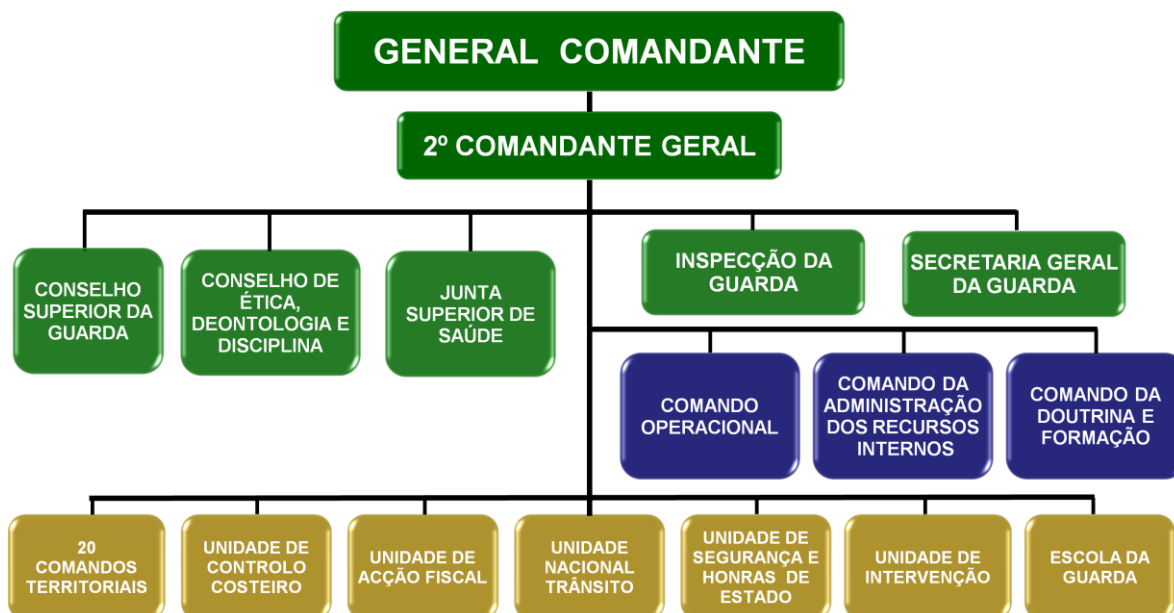 GENERAL COMANDANTE
2º COMANDANTE GERAL
CONSELHO
SUPERIOR DA
GUARDA
CONSELHO DE
ÉTICA,
DEONTOLOGIA E
DISCIPLINA
JUNTA
SUPERIOR DE
SAÚDE
INSPECÇÃO DA
GUARDA
SECRETARIA GERAL
DA GUARDA
COMANDO
OPERACIONAL
COMANDO DA
ADMINISTRAÇÃO
DOS RECURSOS
INTERNOS
COMANDO DA
DOUTRINA E
FORMAÇÃO
20
COMANDOS
TERRITORIAIS
UNIDADE DE
CONTROLO
COSTEIRO
UNIDADE DE
ACÇÃO FISCAL
UNIDADE
NACIONAL
TRÂNSITO
UNIDADE DE
SEGURANÇA E
HONRAS DE
ESTADO
UNIDADE DE
INTERVENÇÃO
ESCOLA DA
GUARDA